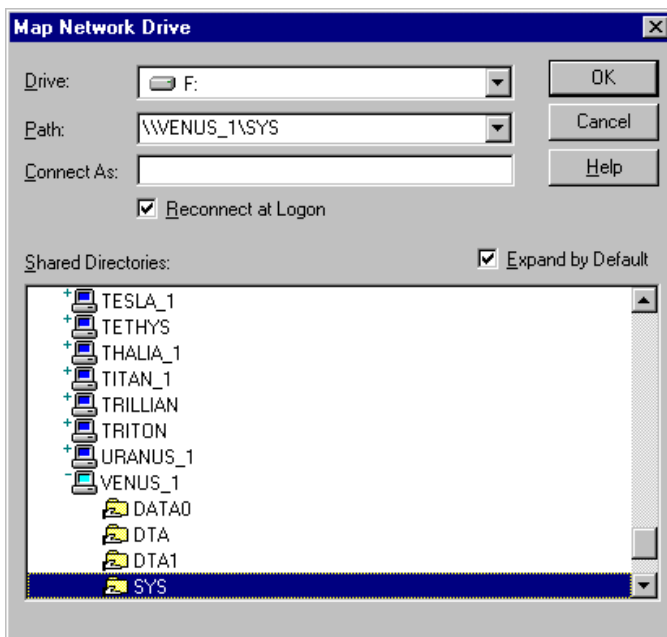 Map Network Drive
Drive: F: OK
Path: \\VENUS_1\SYS Cancel
Connect As: Help
Reconnect at Logon
Shared Directories: Expand by Default
TESLA_1
TETHYS
THALIA_1
TITAN_1
TRILLIAN
TRITON
URANUS_1
VENUS_1
DATA0
DTA
DTA1
SYS